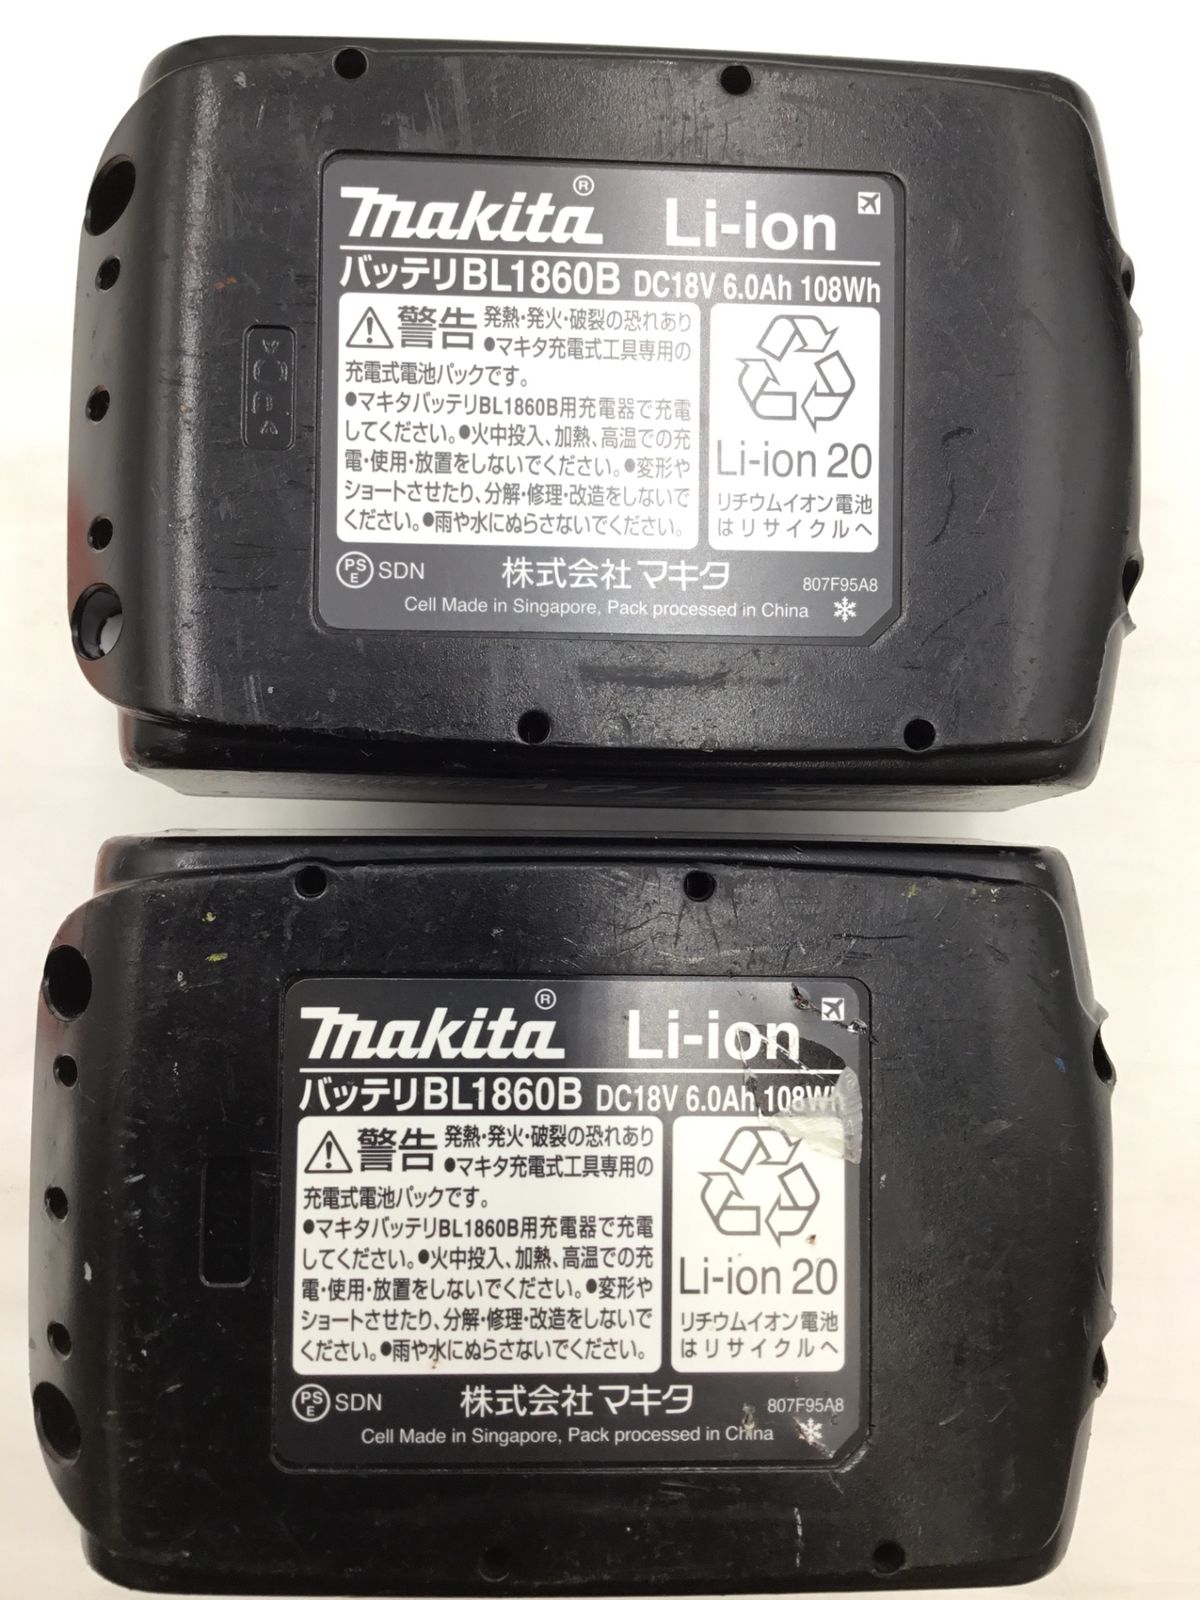 makita® Li-ion
バッテリBL1860B DC18V 6.0Ah 108Wh
警告 発熱・発火・破裂の恐れあり
●マキタ充電式工具専用の
充電式電池パックです。
●マキタバッテリBL1860B用充電器で充電
してください。●火中投入、加熱、高温での充
電・使用・放置をしないでください。●変形や
ショートさせたり、分解・修理・改造をしないで
ください。●雨や水にぬらさないでください。
Li-ion 20
リチウムイオン電池
はリサイクルへ
PSE SDN 株式会社マキタ 807F95A8
Cell Made in Singapore, Pack processed in China
makita® Li-ion
バッテリBL1860B DC18V 6.0Ah 108Wh
警告 発熱・発火・破裂の恐れあり
●マキタ充電式工具専用の
充電式電池パックです。
●マキタバッテリBL1860B用充電器で充電
してください。●火中投入、加熱、高温での充
電・使用・放置をしないでください。●変形や
ショートさせたり、分解・修理・改造をしないで
ください。●雨や水にぬらさないでください。
Li-ion 20
リチウムイオン電池
はリサイクルへ
PSE SDN 株式会社マキタ 807F95A8
Cell Made in Singapore, Pack processed in China